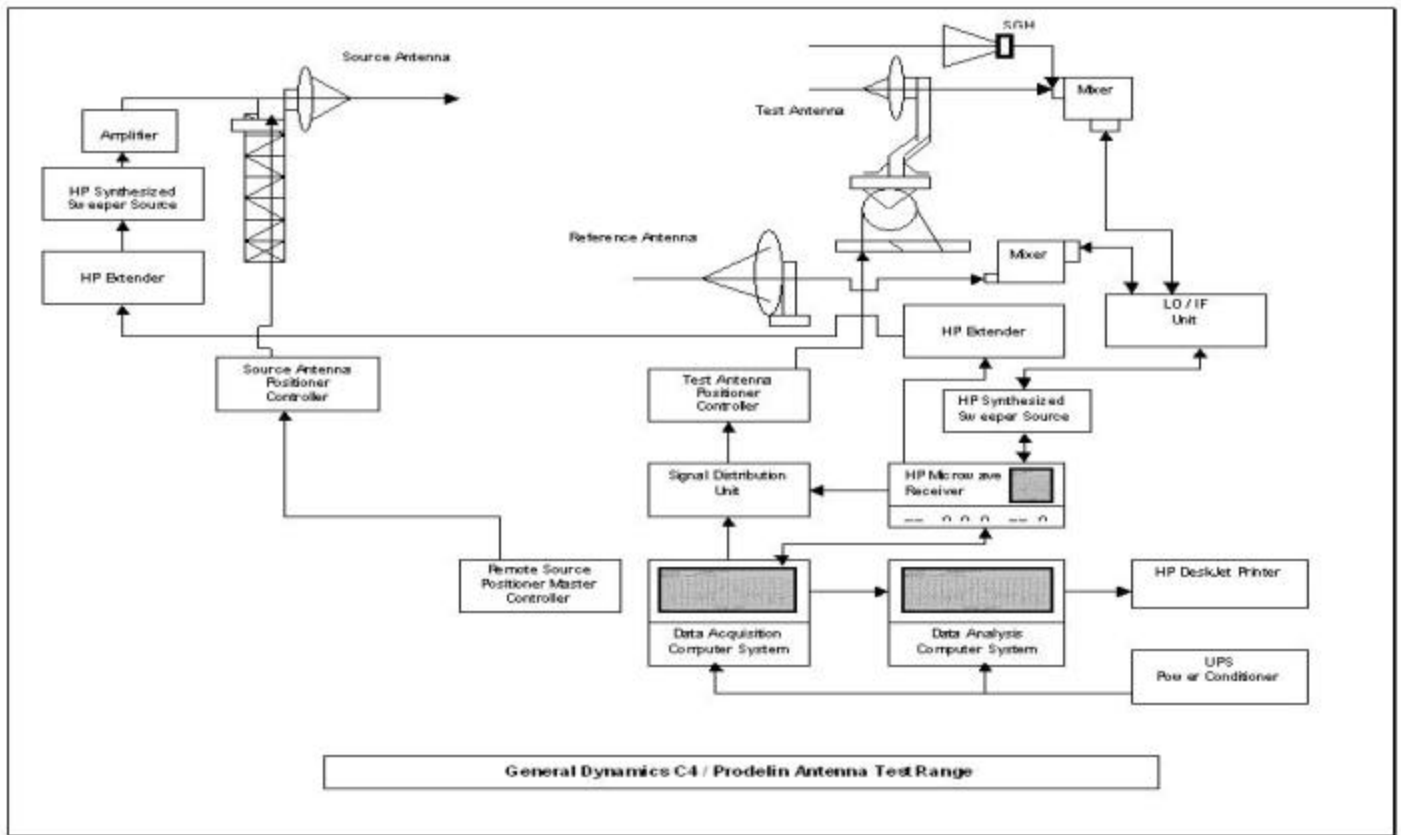 SGH
Source Antenna
Mixer
Test Antenna
Amplifier
HP Synthesized
Sweeper Source
Reference Antenna
Mixer
HP Extender
LO / IF
Unit
HP Extender
Source Antenna
Positioner
Controller
Test Antenna
Positioner
Controller
HP Synthesized
Sweeper Source
Signal Distribution
Unit
HP Microwave
Receiver
Remote Source
Positioner Master
Controller
HP DeskJet Printer
Data Acquisition
Computer System
Data Analysis
Computer System
UPS
Power Conditioner
General Dynamics C4 / Prodelin Antenna Test Range